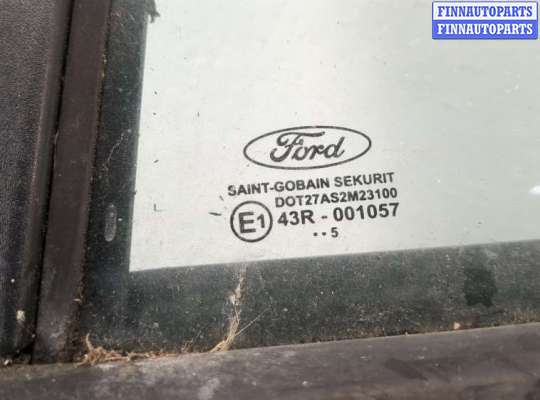 FINNAUTOPARTS
FINNAUTOPARTS
Ford
SAINT-GOBAIN SEKURIT
DOT27AS2M23100
E1 43R - 001057
•• 5